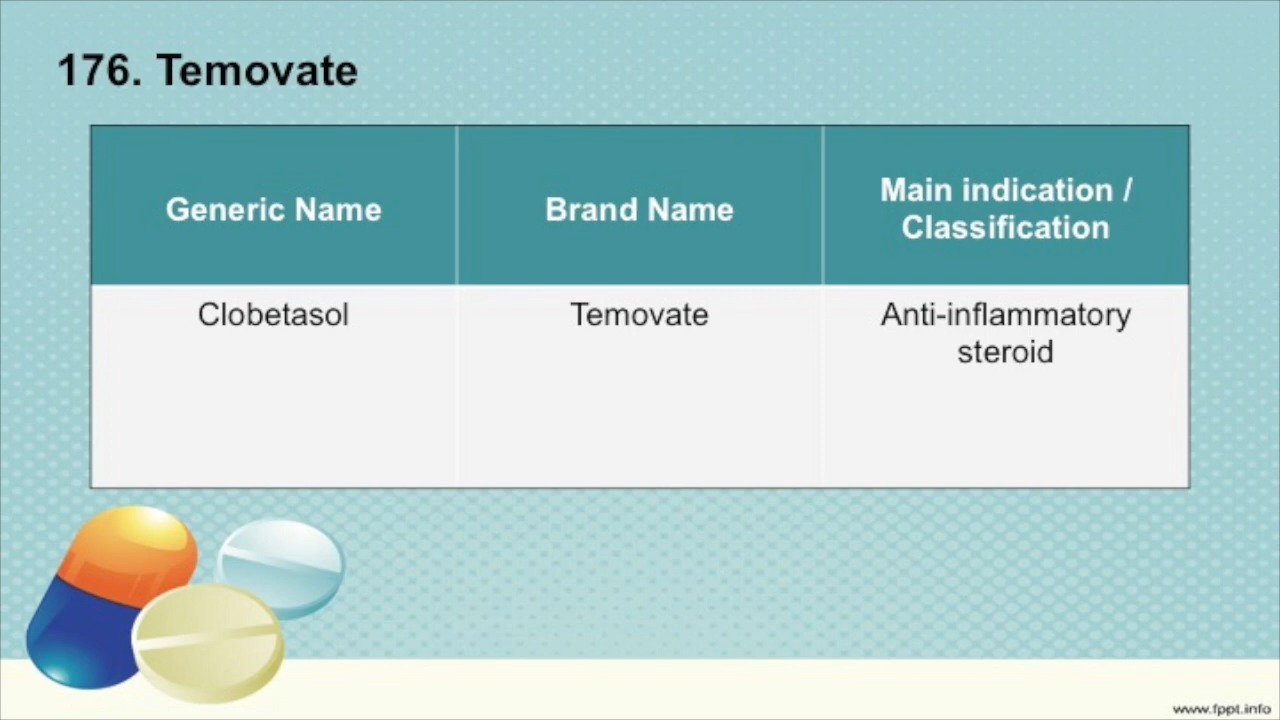 176. Temovate
Generic Name
Brand Name
Main indication /
Classification
Clobetasol
Temovate
Anti-inflammatory
steroid
www.fppt.info